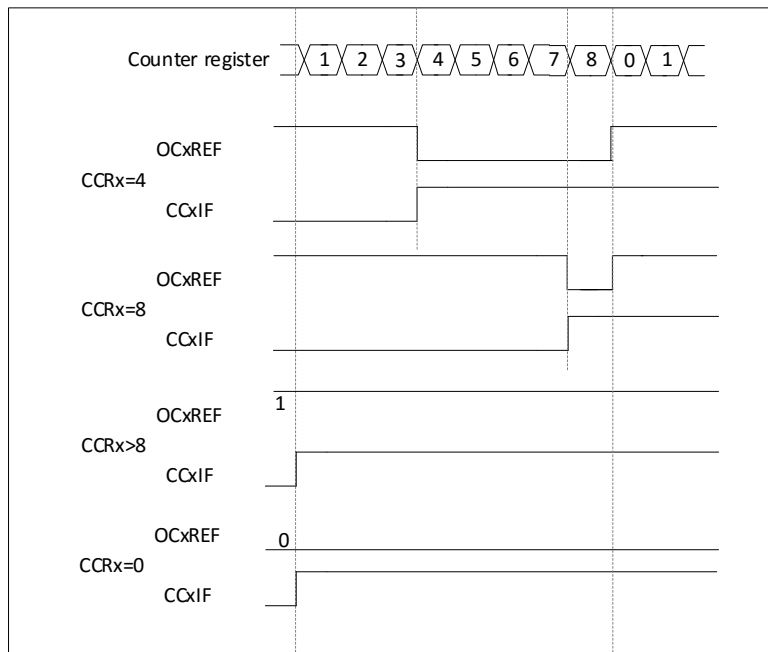 Counter register 1 2 3 4 5 6 7 8 0 1
OCxREF
CCRx=4
CCxIF
OCxREF
CCRx=8
CCxIF
1
OCxREF
CCRx>8
CCxIF
OCxREF 0
CCRx=0
CCxIF